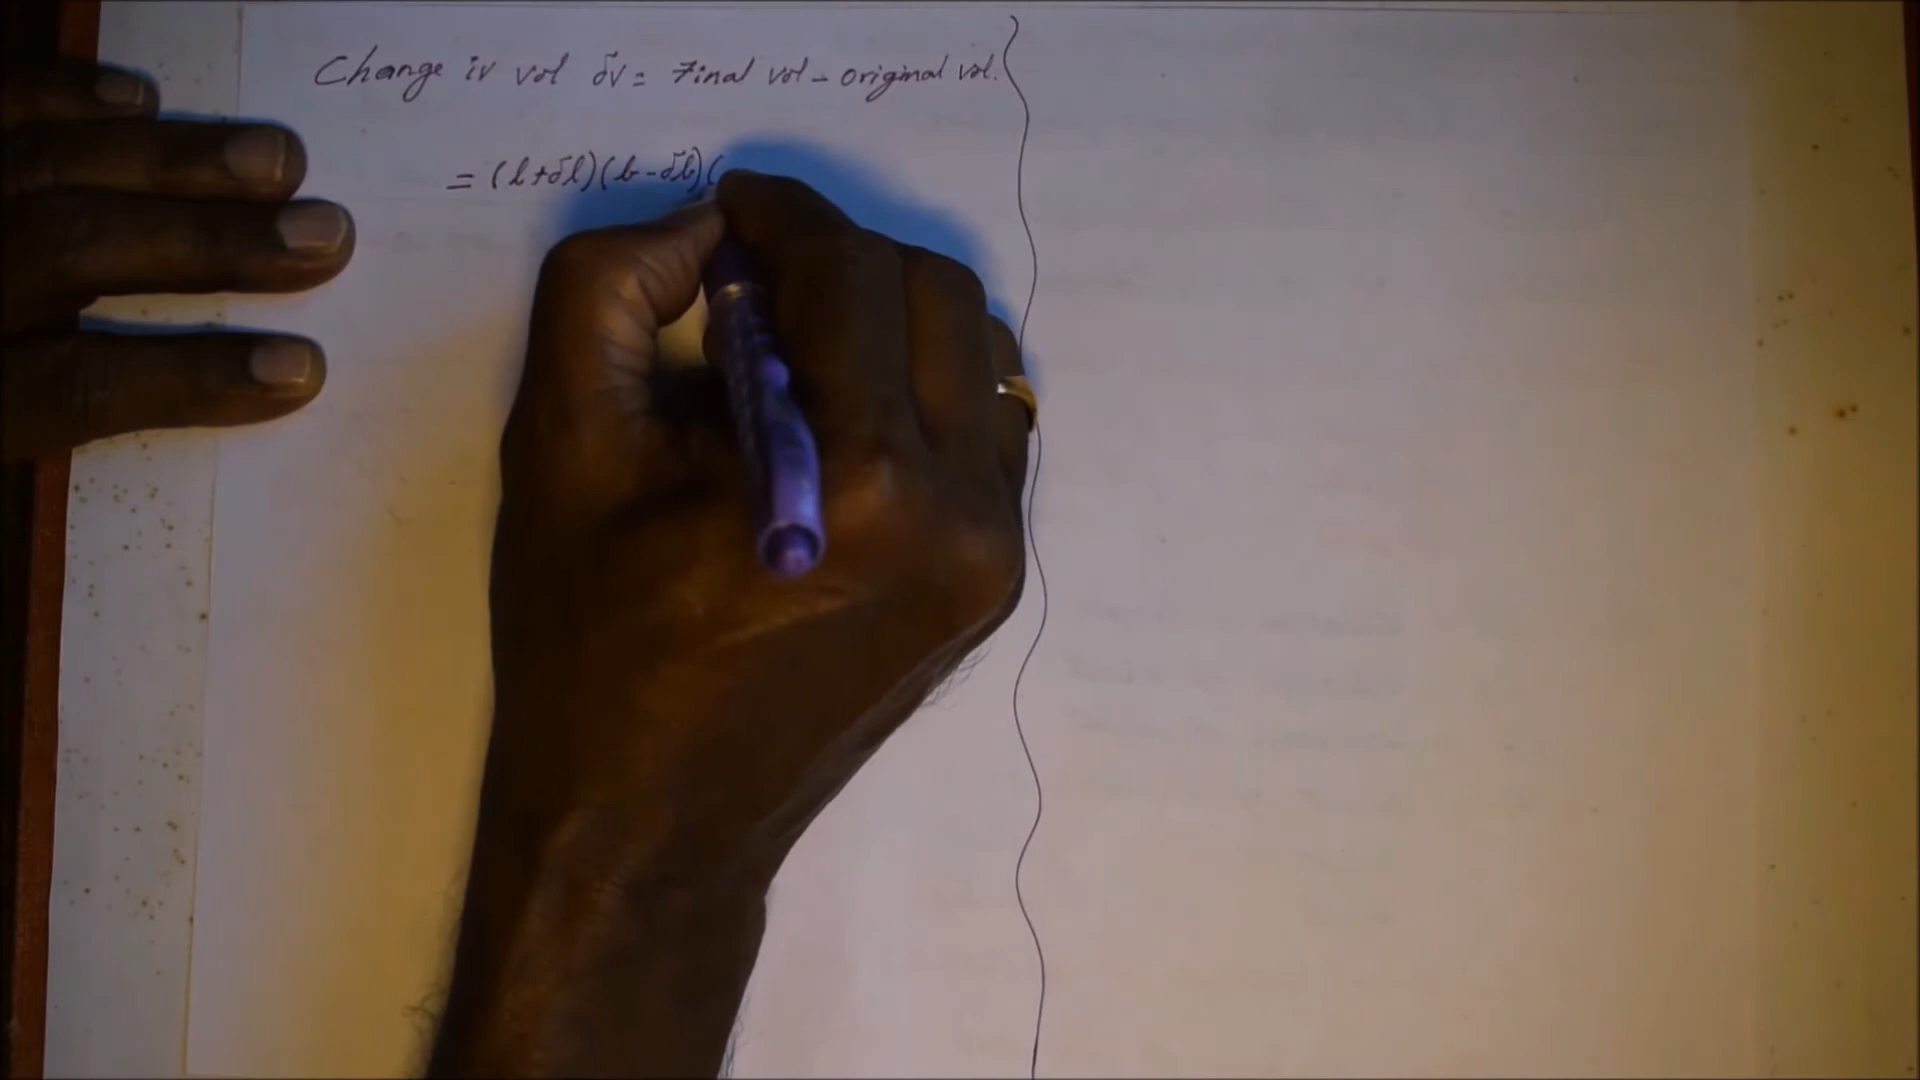 Change in vol δv = Final vol - original vol.
= (l+δl)(b-δb)(